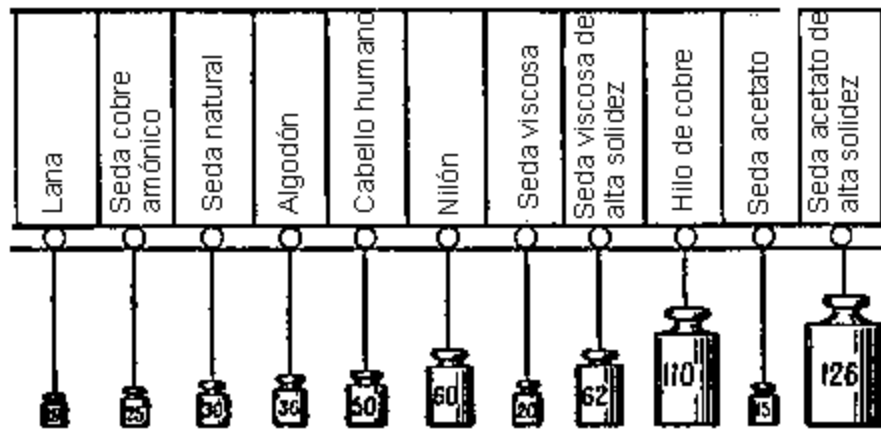 Lana
Seda cobre
amónico
Seda natural
Algodón
Cabello humano
Nilón
Seda viscosa
Seda viscosa de
alta solidez
Hilo de cobre
Seda acetato
Seda acetato de
alta solidez
25
30
36
50
60
20
62
110
15
126